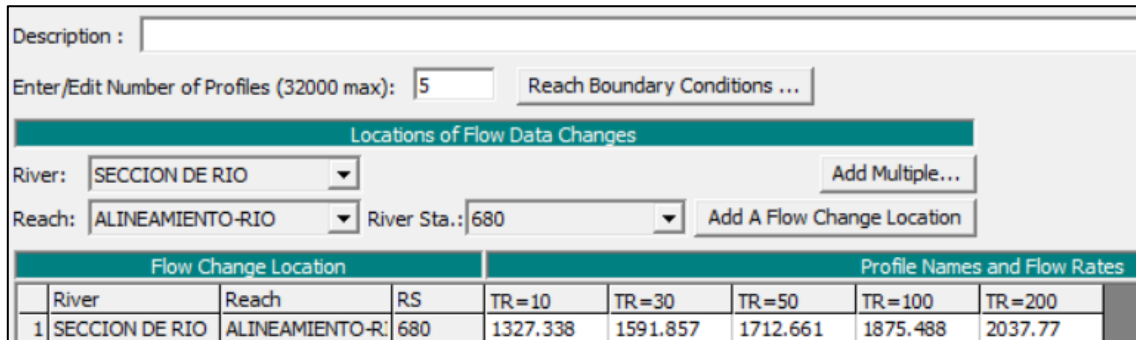 Description :
Enter/Edit Number of Profiles (32000 max): 5 Reach Boundary Conditions ...
Locations of Flow Data Changes
River: SECCION DE RIO Add Multiple...
Reach: ALINEAMIENTO-RIO River Sta.: 680 Add A Flow Change Location
Flow Change Location Profile Names and Flow Rates
River Reach RS TR=10 TR=30 TR=50 TR=100 TR=200
1 SECCION DE RIO ALINEAMIENTO-R: 680 1327.338 1591.857 1712.661 1875.488 2037.77